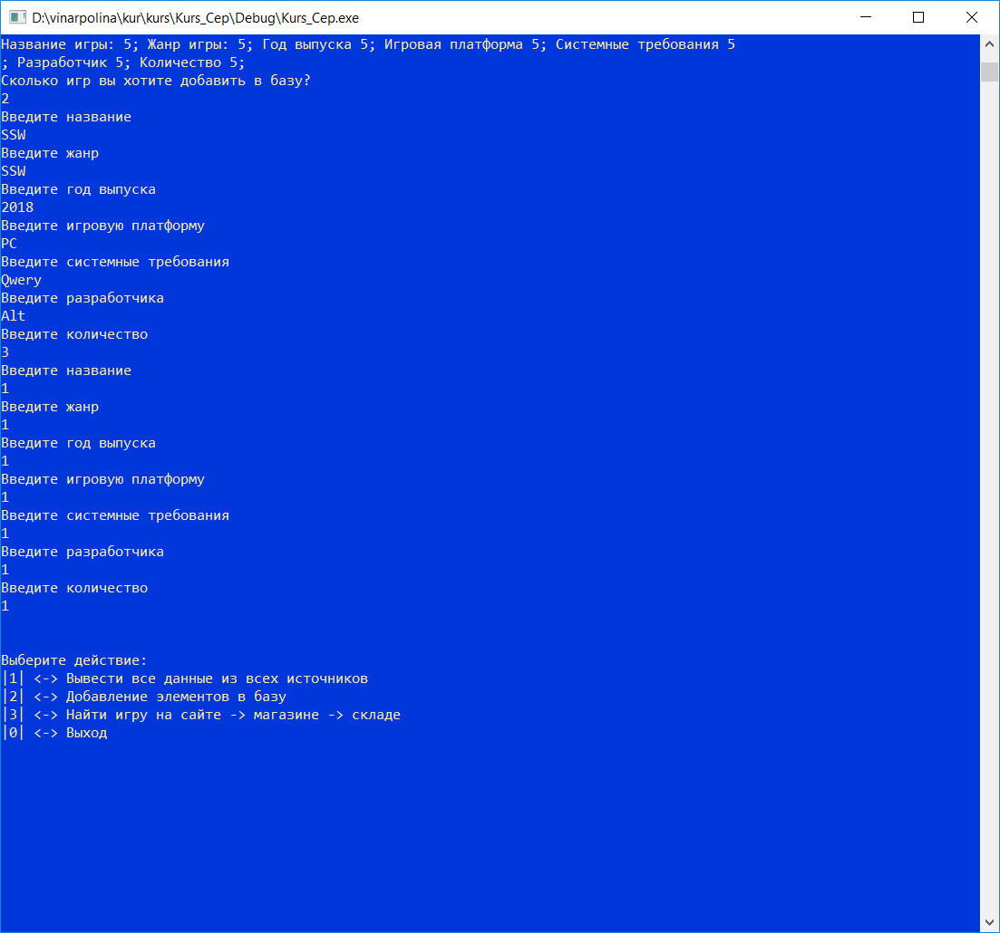 D:\vinarpolina\kur\kurs\Kurs_Cep\Debug\Kurs_Cep.exe
Название игры: 5; Жанр игры: 5; Год выпуска 5; Игровая платформа 5; Системные требования 5
; Разработчик 5; Количество 5;
Сколько игр вы хотите добавить в базу?
2
Введите название
SSW
Введите жанр
SSW
Введите год выпуска
2018
Введите игровую платформу
PC
Введите системные требования
Qwery
Введите разработчика
Alt
Введите количество
3
Введите название
1
Введите жанр
1
Введите год выпуска
1
Введите игровую платформу
1
Введите системные требования
1
Введите разработчика
1
Введите количество
1
Выберите действие:
|1| <-> Вывести все данные из всех источников
|2| <-> Добавление элементов в базу
|3| <-> Найти игру на сайте -> магазине -> складе
|0| <-> Выход